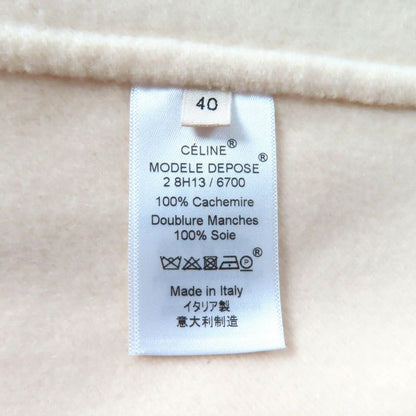 40
CÉLINE®
MODELE DEPOSE®
2 8H13 / 6700
100% Cachemire
Doublure Manches
100% Soie
P ®
Made in Italy
イタリア製
意大利制造